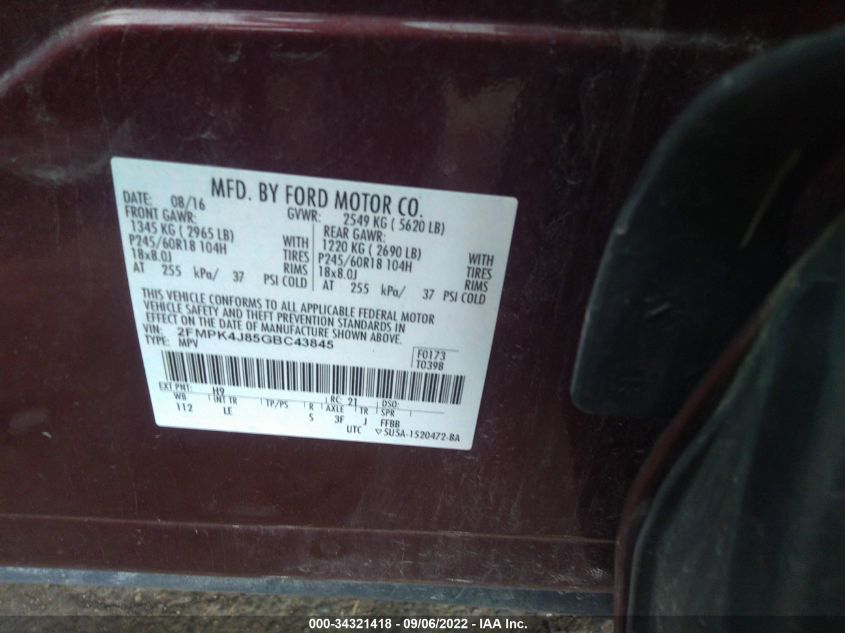 MFD. BY FORD MOTOR CO.
DATE: 08/16 GVWR: 2549 KG ( 5620 LB)
FRONT GAWR: REAR GAWR:
1345 KG ( 2965 LB) WITH 1220 KG ( 2690 LB) WITH
P245/60R18 104H TIRES P245/60R18 104H TIRES
18x8.0J RIMS 18x8.0J RIMS
AT 255 kPa/ 37 PSI COLD AT 255 kPa/ 37 PSI COLD
THIS VEHICLE CONFORMS TO ALL APPLICABLE FEDERAL MOTOR
VEHICLE SAFETY AND THEFT PREVENTION STANDARDS IN
EFFECT ON THE DATE OF MANUFACTURE SHOWN ABOVE.
VIN: 2FMPK4J85GBC43845
TYPE: MPV
F0173
T0398
EXT PNT: H9 RC: 21 DSO:
WB INT TR TP/PS R AXLE TR SPR
112 LE S 3F J FFBB
UTC ▽SUSA-1520472-BA
000-34321418 - 09/06/2022 - IAA Inc.